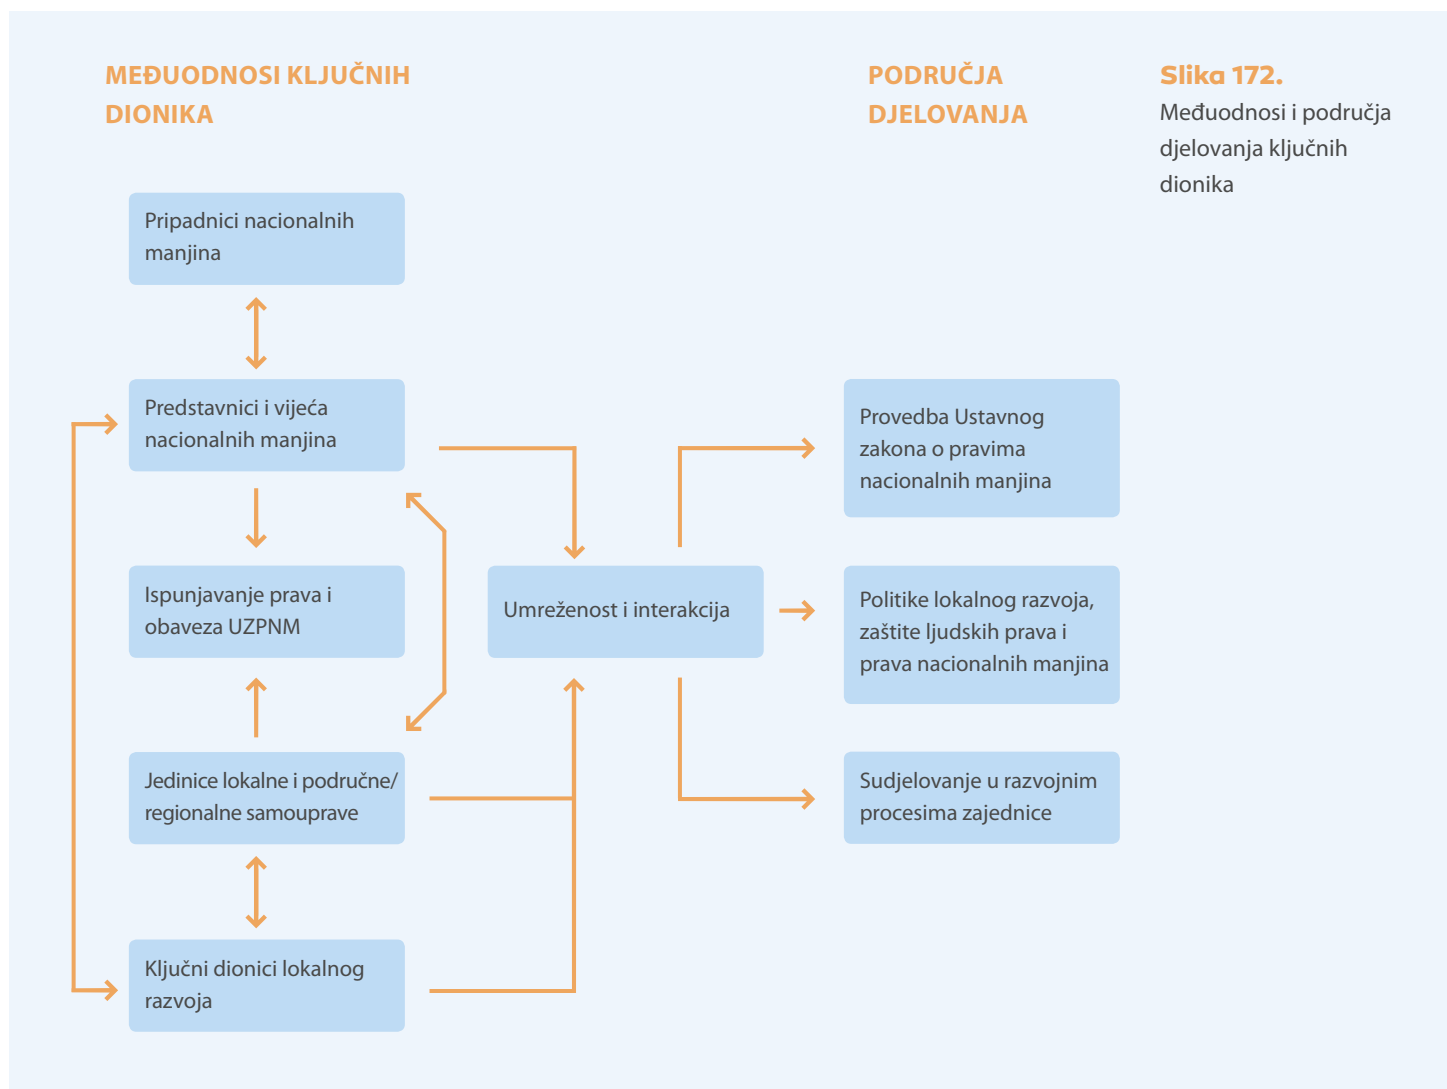 MEĐUODNOSI KLJUČNIH
DIONIKA
PODRUČJA
DJELOVANJA
Slika 172.
Međuodnosi i područja
djelovanja ključnih
dionika
Pripadnici nacionalnih
manjina
Predstavnici i vijeća
nacionalnih manjina
Ispunjavanje prava i
obaveza UZPNM
Jedinice lokalne i područne/
regionalne samouprave
Ključni dionici lokalnog
razvoja
Umreženost i interakcija
Provedba Ustavnog
zakona o pravima
nacionalnih manjina
Politike lokalnog razvoja,
zaštite ljudskih prava i
prava nacionalnih manjina
Sudjelovanje u razvojnim
procesima zajednice